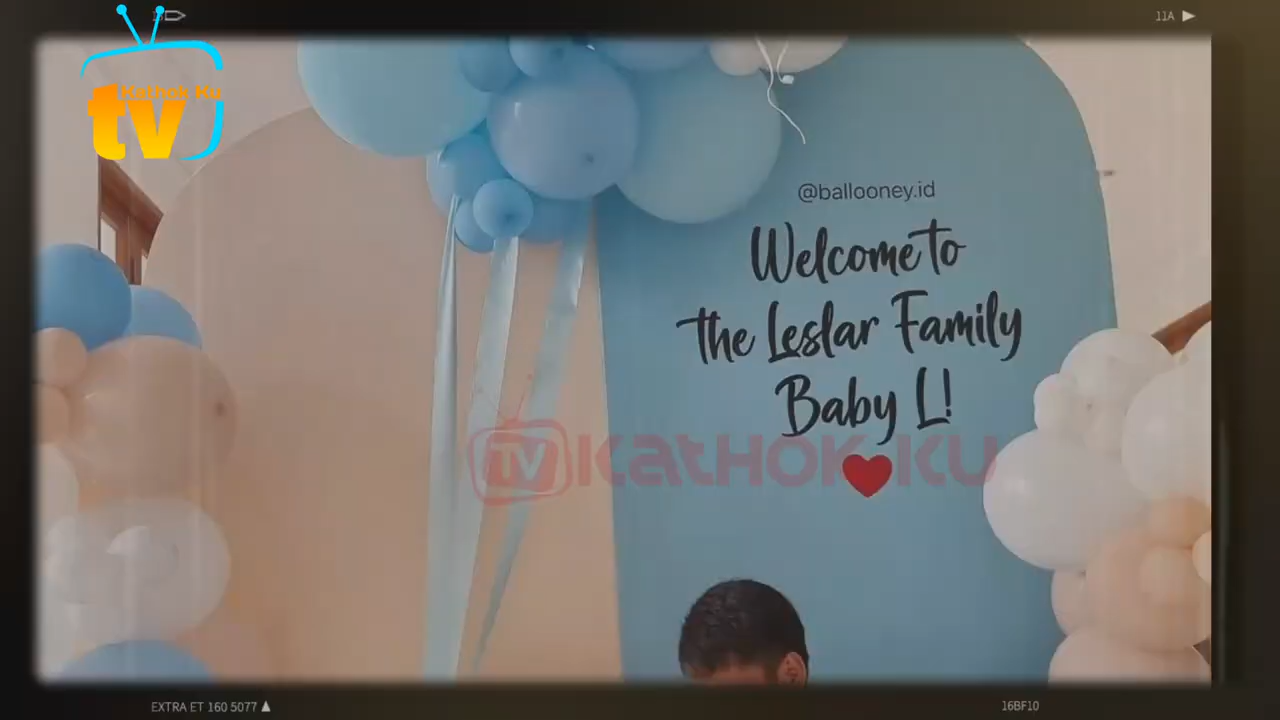 11A
Kathok Ku
tv
@ballooney.id
Welcome to
the Leslar Family
Baby L!
TV KATHOK KU
EXTRA ET 160 5077
16BF10